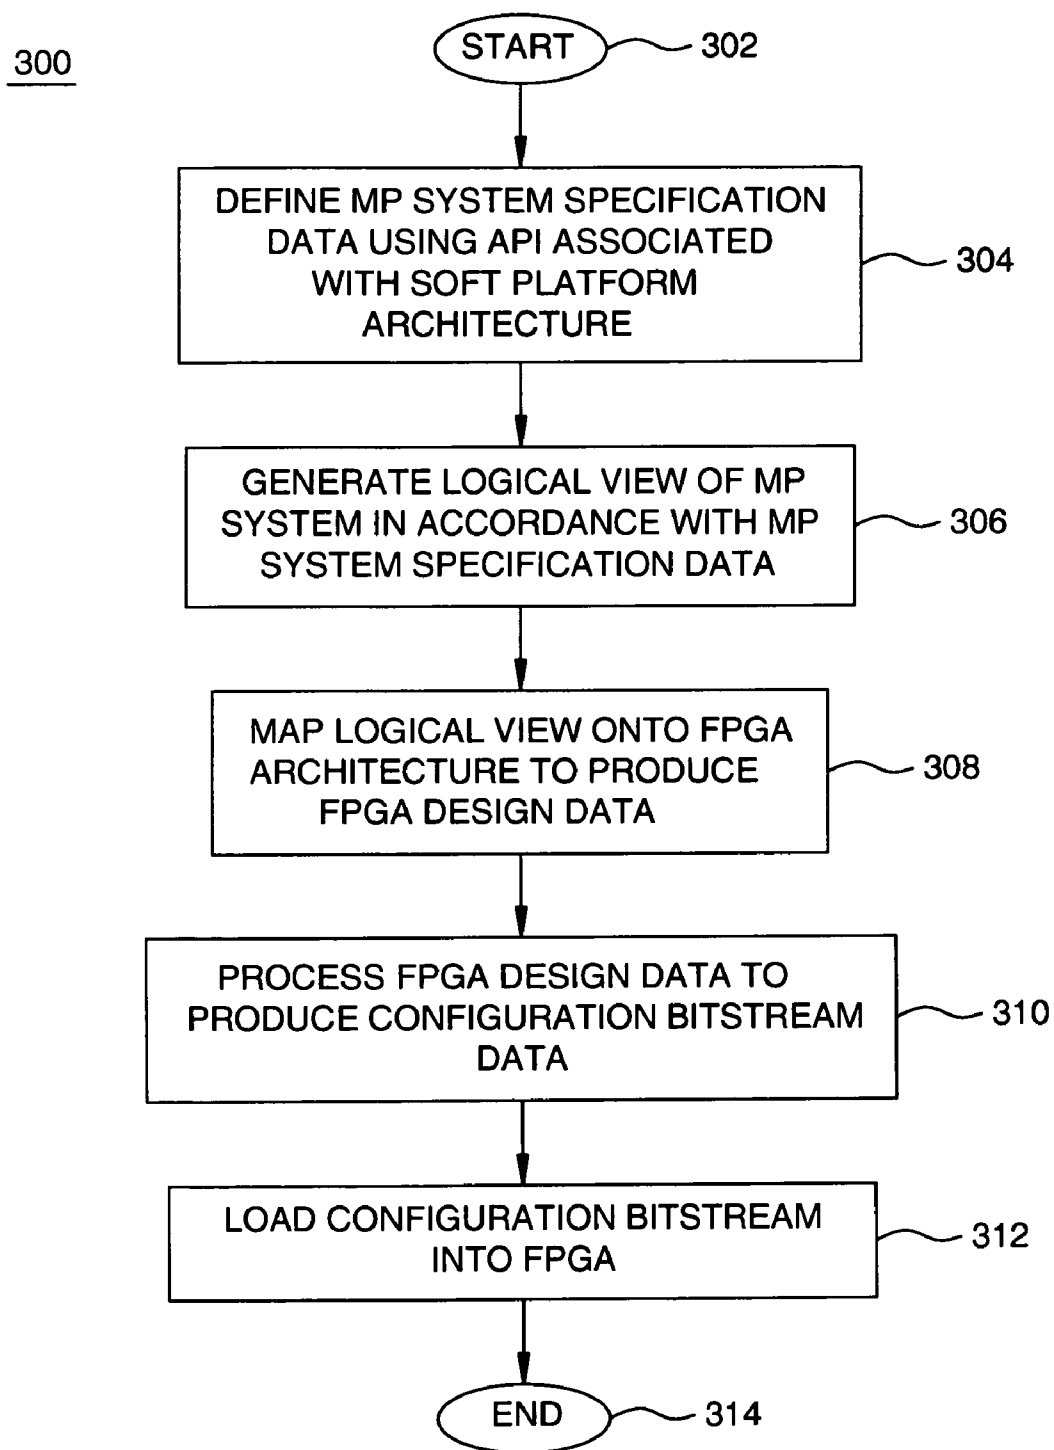 300
START
302
DEFINE MP SYSTEM SPECIFICATION
DATA USING API ASSOCIATED
WITH SOFT PLATFORM
ARCHITECTURE
304
GENERATE LOGICAL VIEW OF MP
SYSTEM IN ACCORDANCE WITH MP
SYSTEM SPECIFICATION DATA
306
MAP LOGICAL VIEW ONTO FPGA
ARCHITECTURE TO PRODUCE
FPGA DESIGN DATA
308
PROCESS FPGA DESIGN DATA TO
PRODUCE CONFIGURATION BITSTREAM
DATA
310
LOAD CONFIGURATION BITSTREAM
INTO FPGA
312
END
314